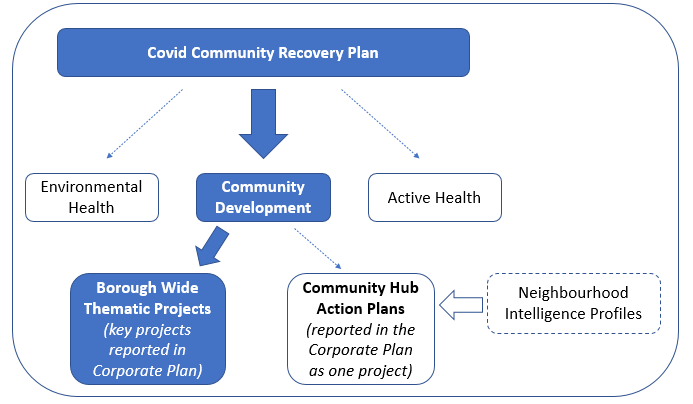 Covid Community Recovery Plan
Environmental
Health
Community
Development
Active Health
Borough Wide
Thematic Projects
(key projects
reported in
Corporate Plan)
Community Hub
Action Plans
(reported in the
Corporate Plan
as one project)
Neighbourhood
Intelligence Profiles